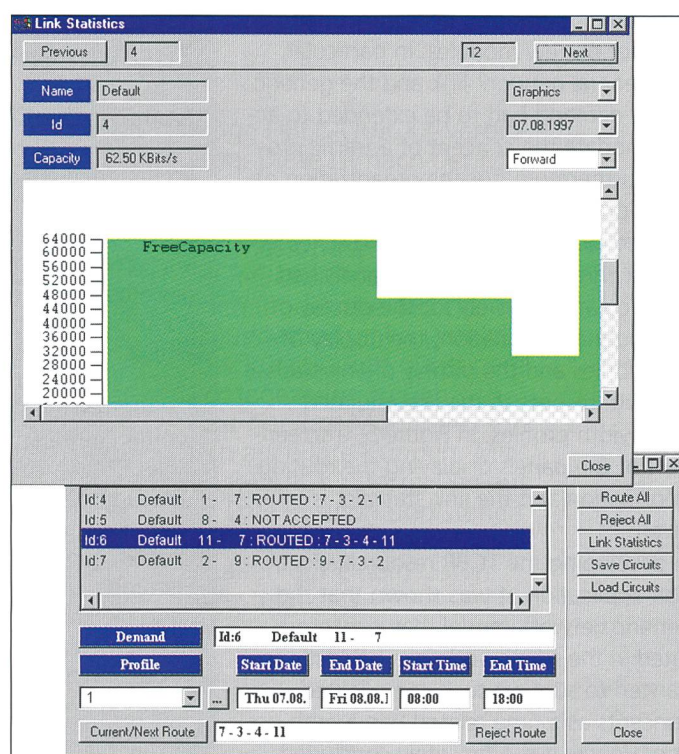 Link Statistics
Previous 4 12 Next
Name Default Graphics
Id 4 07.08.1997
Capacity 62.50 KBits/s Forward
64000
60000
56000
52000
48000
44000
40000
36000
32000
28000
24000
20000
FreeCapacity
Close
Id:4 Default 1 - 7 : ROUTED : 7 - 3 - 2 - 1
Id:5 Default 8 - 4 : NOT ACCEPTED
Id:6 Default 11 - 7 : ROUTED : 7 - 3 - 4 - 11
Id:7 Default 2 - 9 : ROUTED : 9 - 7 - 3 - 2
Route All
Reject All
Link Statistics
Save Circuits
Load Circuits
Demand Id:6 Default 11 - 7
Profile Start Date End Date Start Time End Time
1 ... Thu 07.08. Fri 08.08.1 08:00 18:00
Current/Next Route 7 - 3 - 4 - 11 Reject Route Close